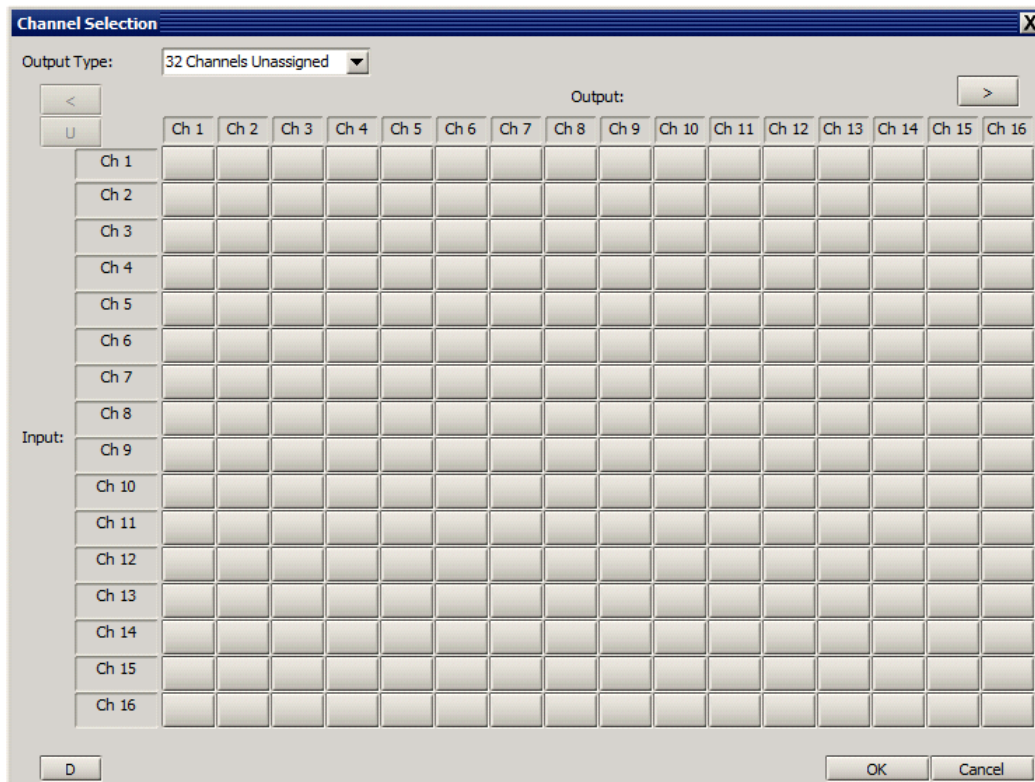 Channel Selection X
Output Type: 32 Channels Unassigned
< Output: >
U Ch 1 Ch 2 Ch 3 Ch 4 Ch 5 Ch 6 Ch 7 Ch 8 Ch 9 Ch 10 Ch 11 Ch 12 Ch 13 Ch 14 Ch 15 Ch 16
Ch 1
Ch 2
Ch 3
Ch 4
Ch 5
Ch 6
Ch 7
Ch 8
Input:
Ch 9
Ch 10
Ch 11
Ch 12
Ch 13
Ch 14
Ch 15
Ch 16
D OK Cancel